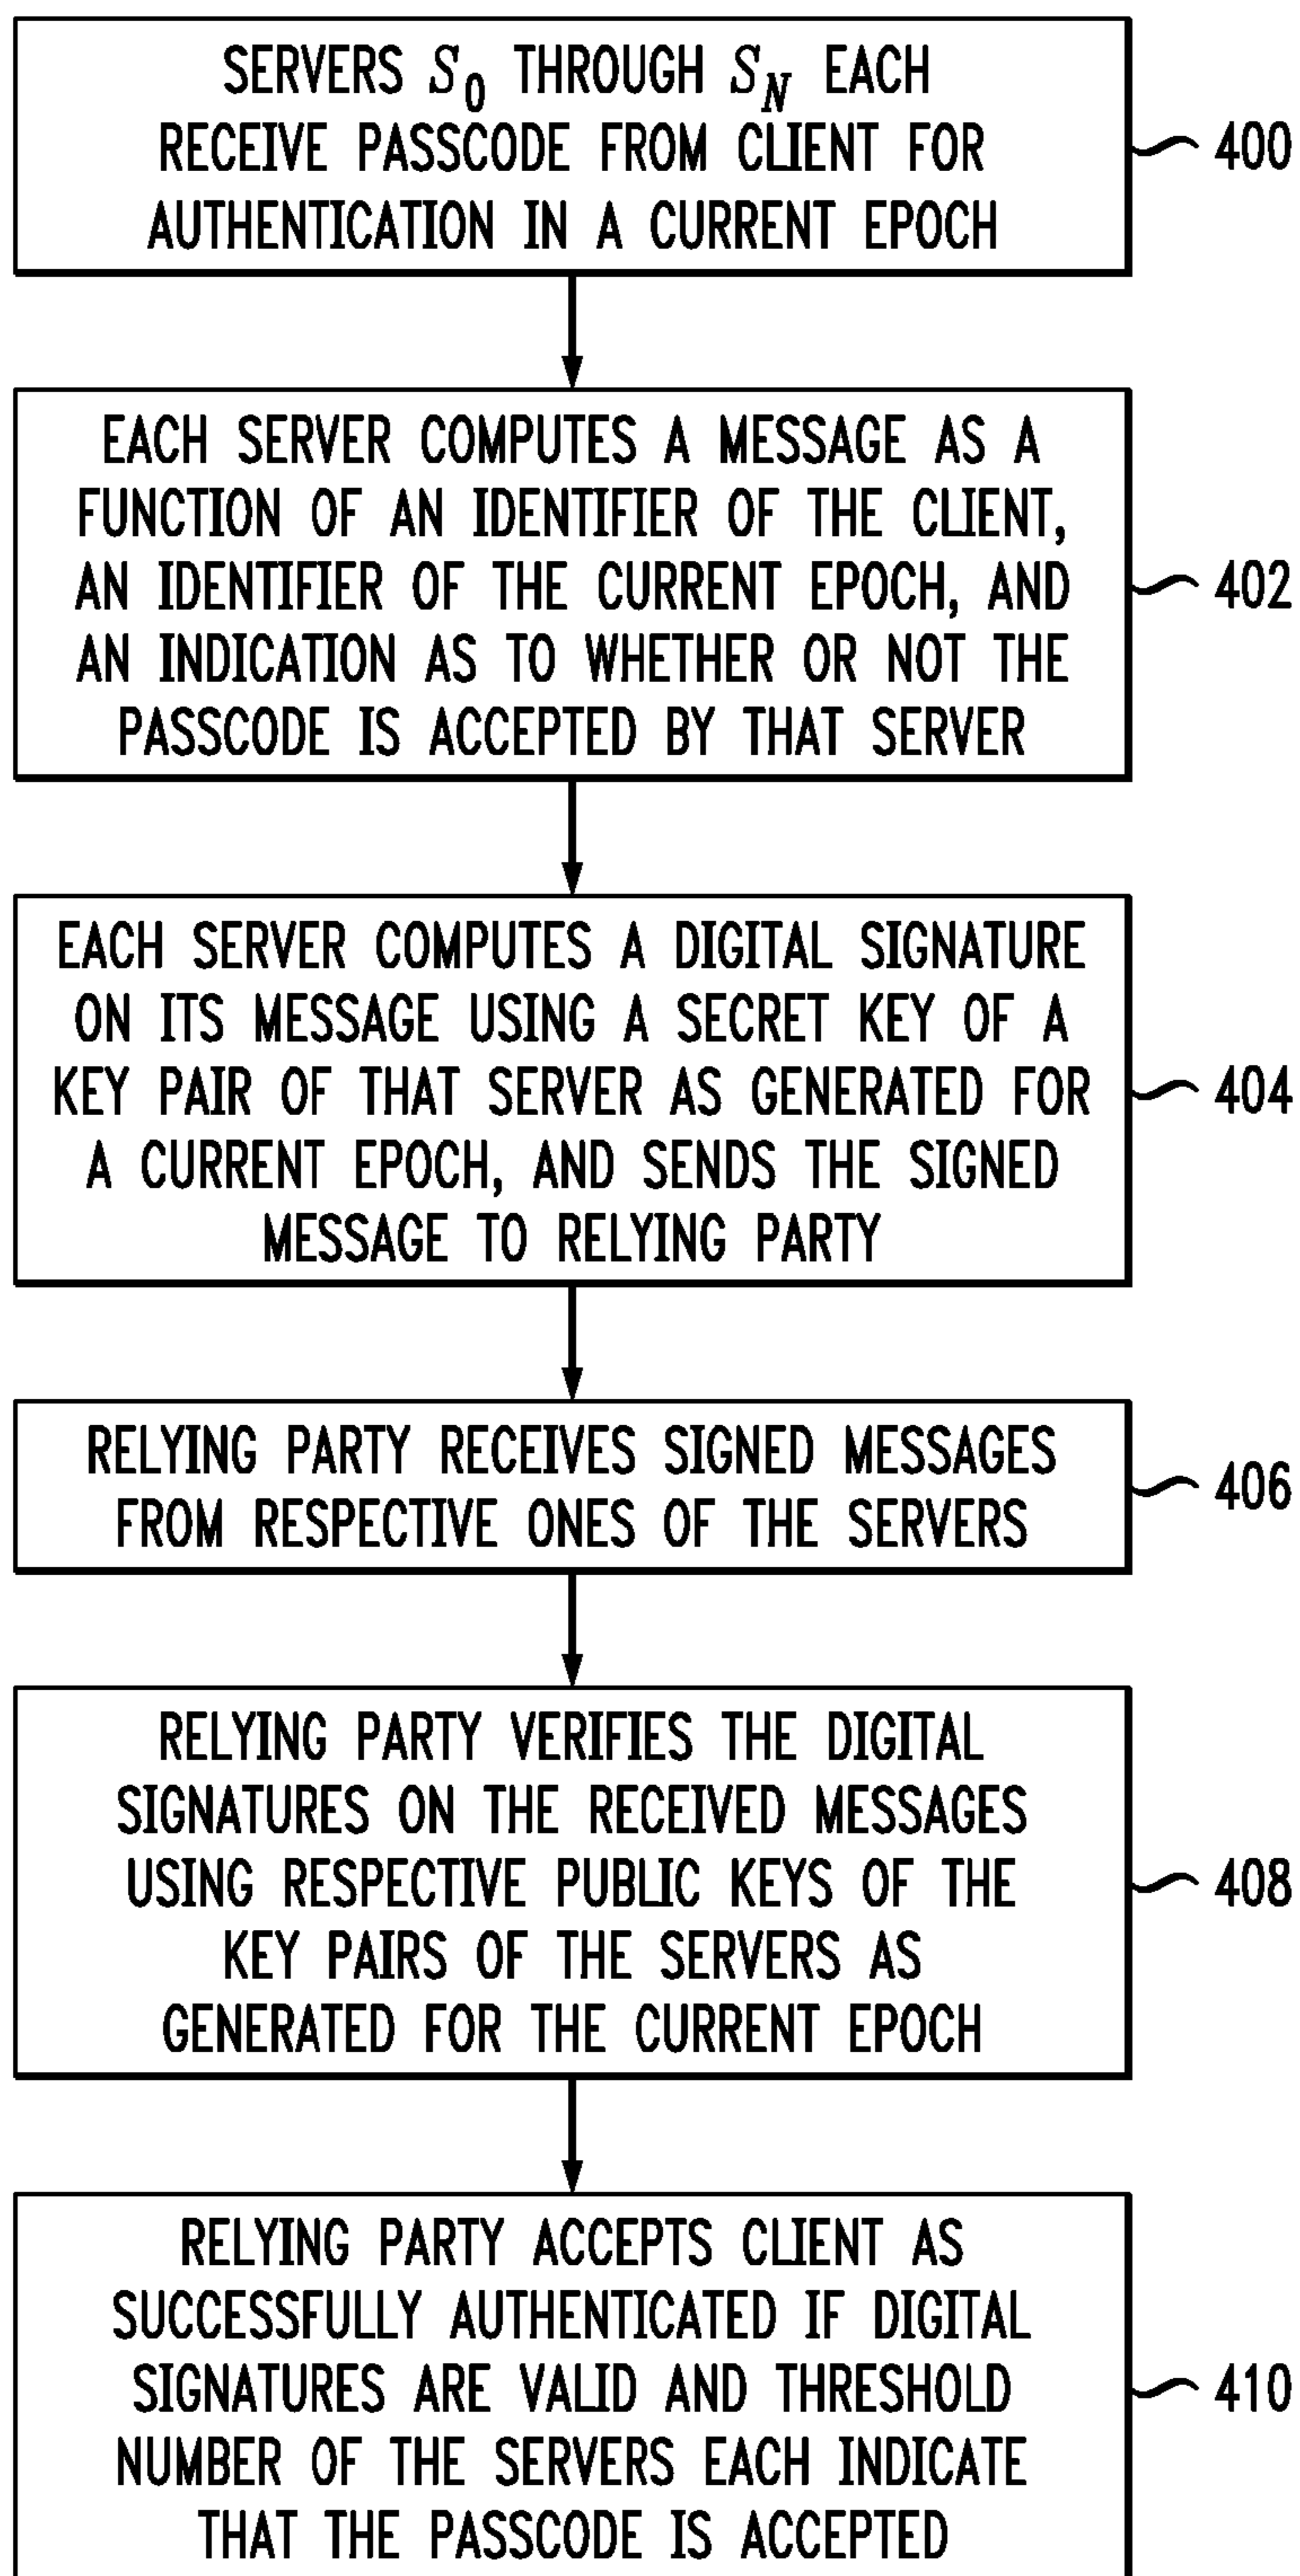 SERVERS S0 THROUGH SN EACH
RECEIVE PASSCODE FROM CLIENT FOR
AUTHENTICATION IN A CURRENT EPOCH
400
EACH SERVER COMPUTES A MESSAGE AS A
FUNCTION OF AN IDENTIFIER OF THE CLIENT,
AN IDENTIFIER OF THE CURRENT EPOCH, AND
AN INDICATION AS TO WHETHER OR NOT THE
PASSCODE IS ACCEPTED BY THAT SERVER
402
EACH SERVER COMPUTES A DIGITAL SIGNATURE
ON ITS MESSAGE USING A SECRET KEY OF A
KEY PAIR OF THAT SERVER AS GENERATED FOR
A CURRENT EPOCH, AND SENDS THE SIGNED
MESSAGE TO RELYING PARTY
404
RELYING PARTY RECEIVES SIGNED MESSAGES
FROM RESPECTIVE ONES OF THE SERVERS
406
RELYING PARTY VERIFIES THE DIGITAL
SIGNATURES ON THE RECEIVED MESSAGES
USING RESPECTIVE PUBLIC KEYS OF THE
KEY PAIRS OF THE SERVERS AS
GENERATED FOR THE CURRENT EPOCH
408
RELYING PARTY ACCEPTS CLIENT AS
SUCCESSFULLY AUTHENTICATED IF DIGITAL
SIGNATURES ARE VALID AND THRESHOLD
NUMBER OF THE SERVERS EACH INDICATE
THAT THE PASSCODE IS ACCEPTED
410